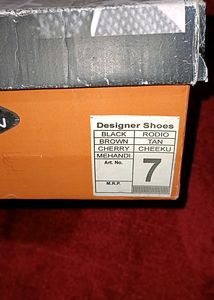 N
Designer Shoes
BLACK RODIO
BROWN TAN
CHERRY CHEEKU
MEHANDI 7
Art. No.
M.R.P.